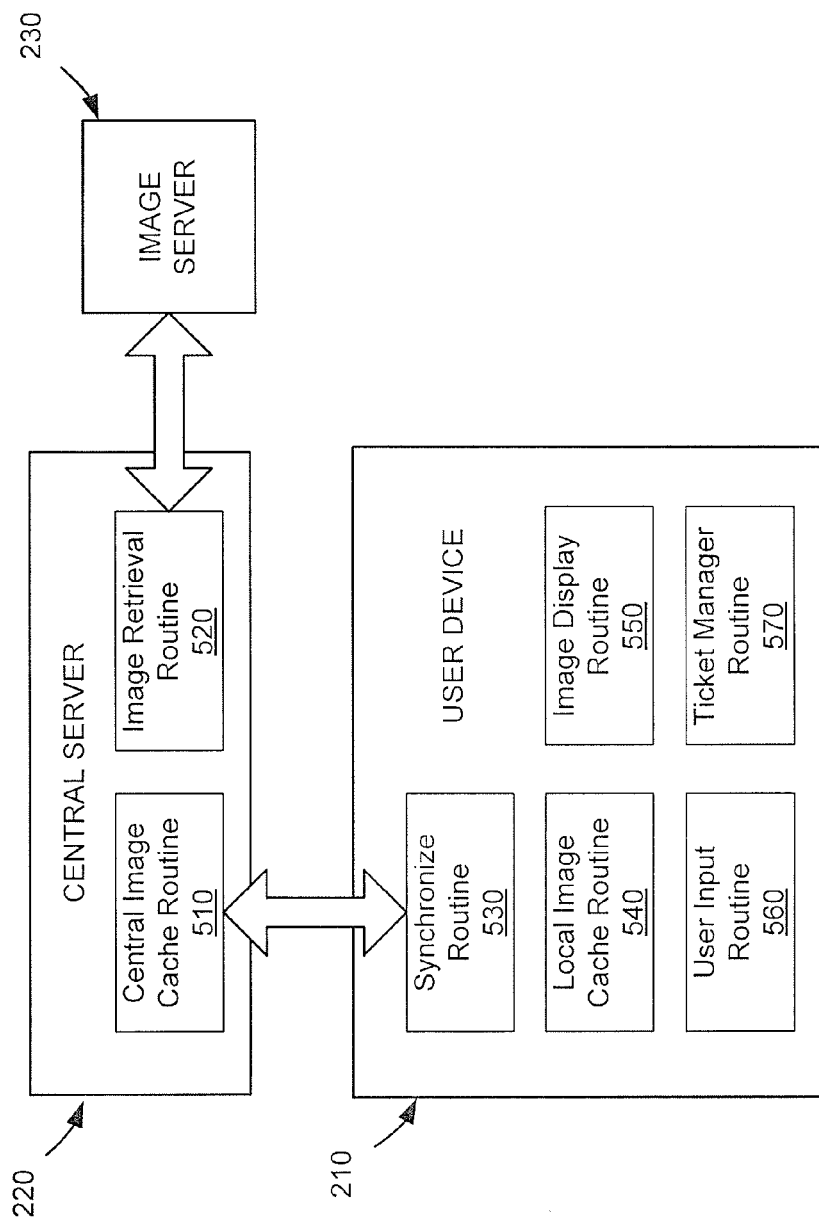 220
CENTRAL SERVER
Central Image
Cache Routine
510
Image Retrieval
Routine
520
230
IMAGE
SERVER
210
USER DEVICE
Synchronize
Routine
530
Local Image
Cache Routine
540
Image Display
Routine
550
User Input
Routine
560
Ticket Manager
Routine
570